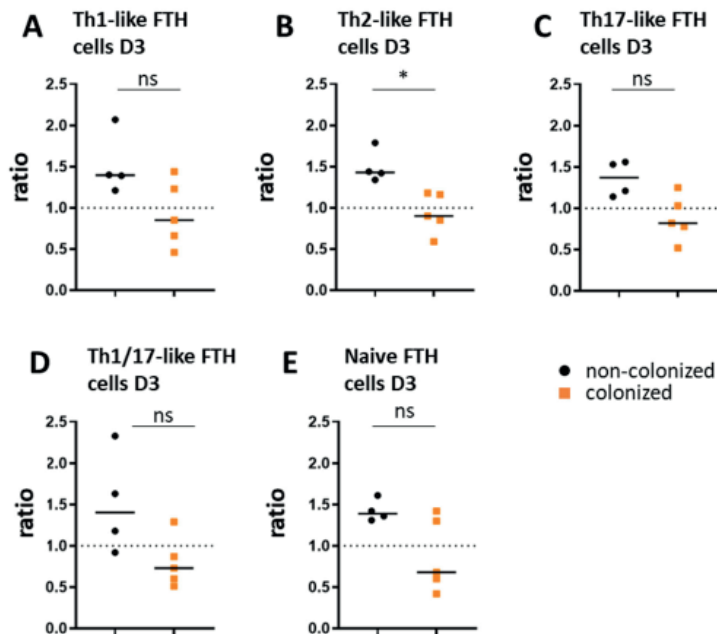 A
Th1-like FTH
cells D3
ns
2.5
2.0
1.5
1.0
0.5
0.0
ratio
B
Th2-like FTH
cells D3
*
2.5
2.0
1.5
1.0
0.5
0.0
ratio
C
Th17-like FTH
cells D3
ns
2.5
2.0
1.5
1.0
0.5
0.0
ratio
D
Th1/17-like FTH
cells D3
ns
2.5
2.0
1.5
1.0
0.5
0.0
ratio
E
Naive FTH
cells D3
ns
2.5
2.0
1.5
1.0
0.5
0.0
ratio
non-colonized
colonized